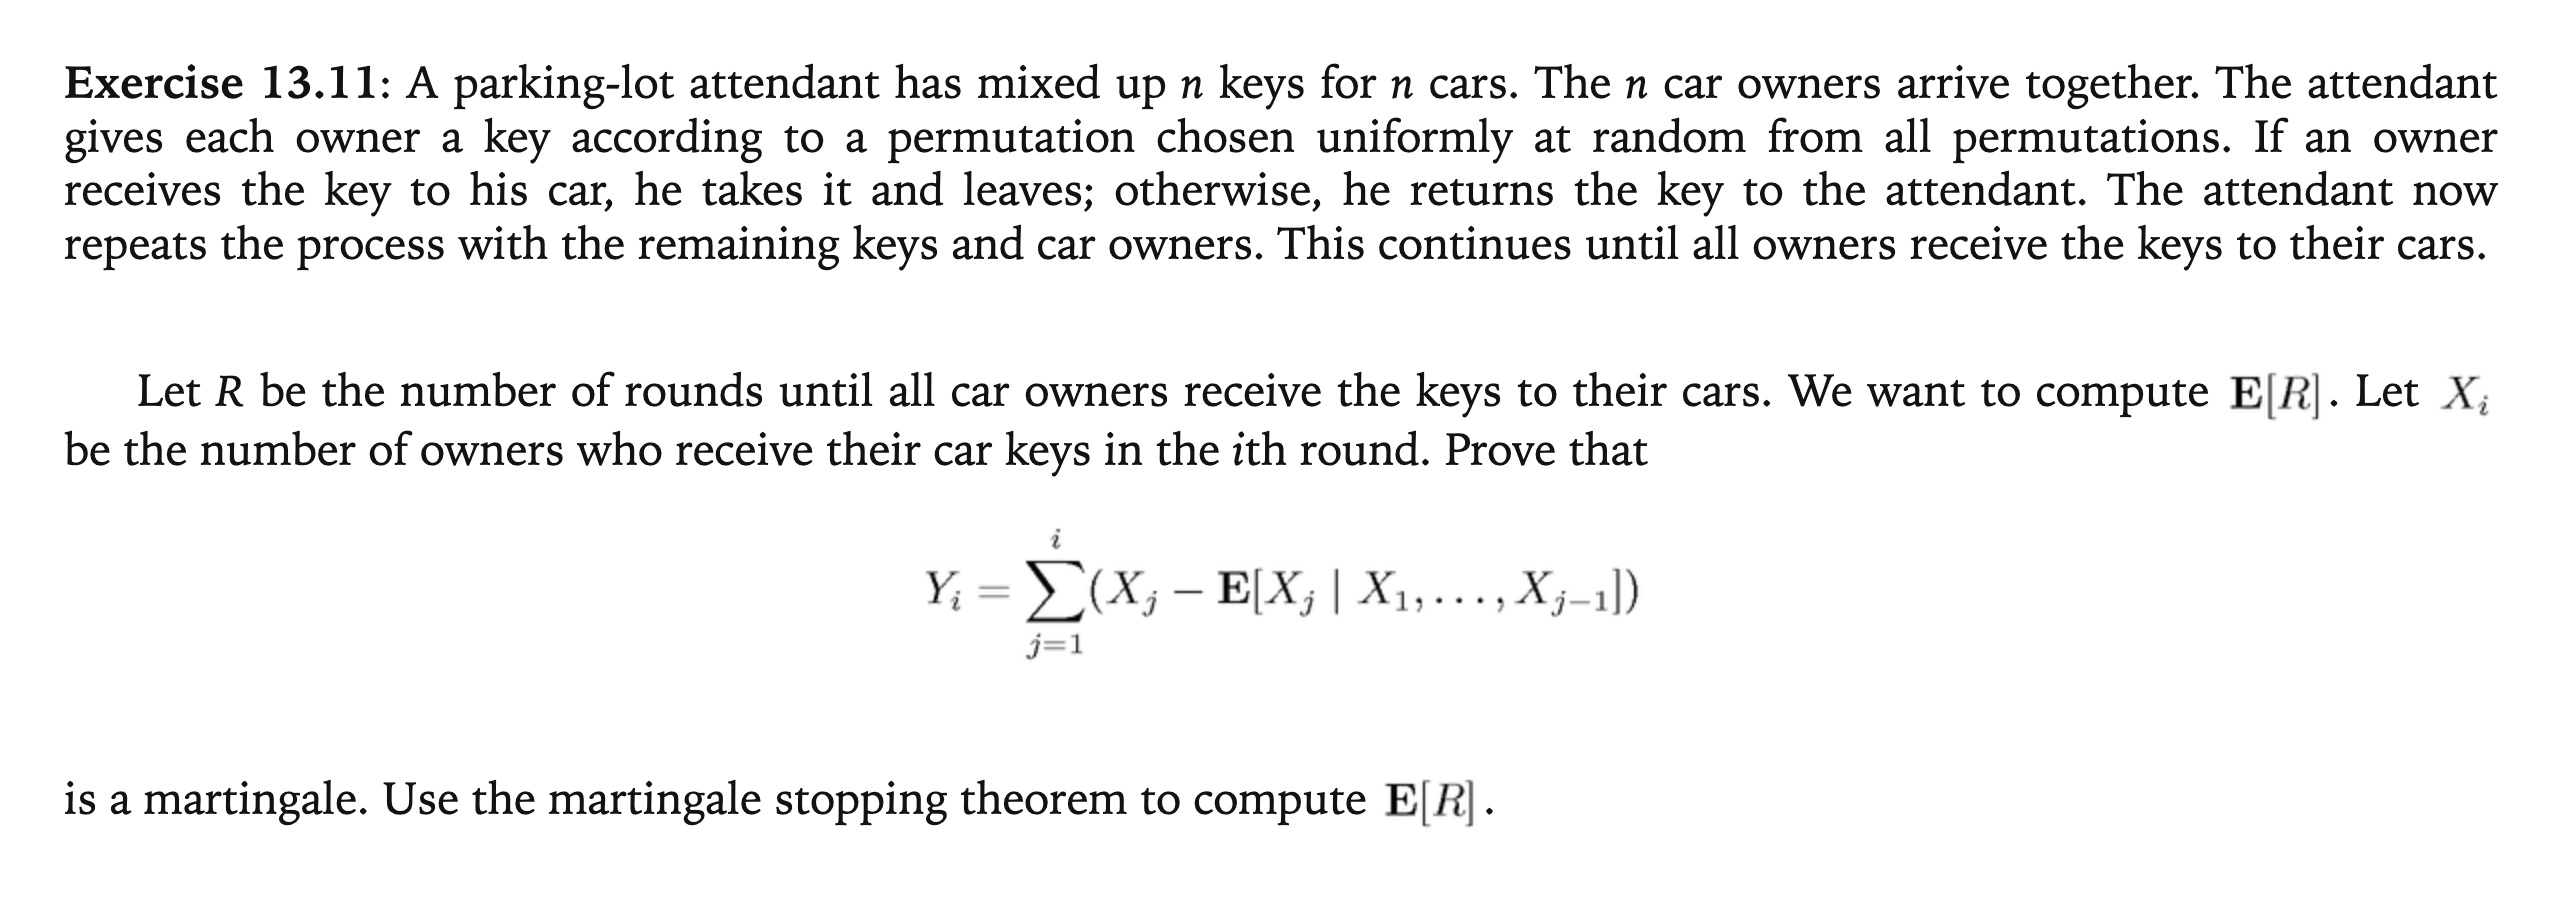 Exercise 13.11: A parking-lot attendant has mixed up n keys for n cars. The n car owners arrive together. The attendant
gives each owner a key according to a permutation chosen uniformly at random from all permutations. If an owner
receives the key to his car, he takes it and leaves; otherwise, he returns the key to the attendant. The attendant now
repeats the process with the remaining keys and car owners. This continues until all owners receive the keys to their cars.
Let R be the number of rounds until all car owners receive the keys to their cars. We want to compute E[R]. Let X_i
be the number of owners who receive their car keys in the ith round. Prove that
Y_i = \sum_{j=1}^{i} (X_j − E[X_j | X_1, . . . , X_{j−1}])
is a martingale. Use the martingale stopping theorem to compute E[R].